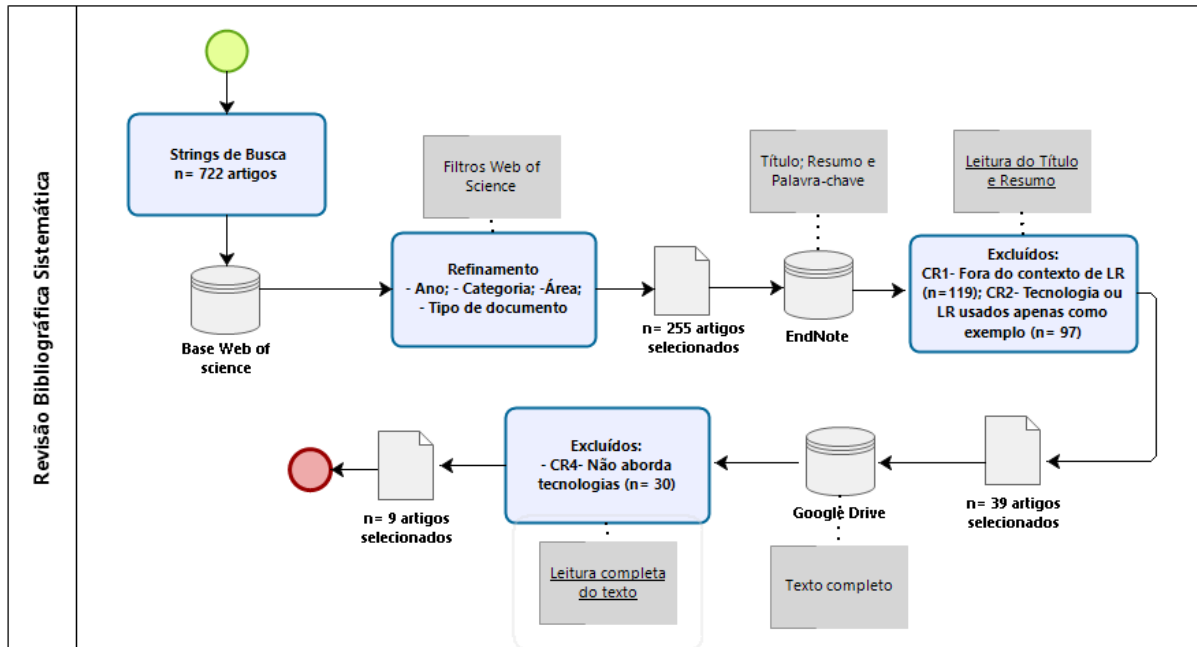 Revisão Bibliográfica Sistemática
Strings de Busca
n= 722 artigos
Base Web of
science
Filtros Web of
Science
Refinamento
- Ano; - Categoria; -Área;
- Tipo de documento
n= 255 artigos
selecionados
Título; Resumo e
Palavra-chave
EndNote
Leitura do Título
e Resumo
Excluídos:
CR1- Fora do contexto de LR
(n=119); CR2- Tecnologia ou
LR usados apenas como
exemplo (n= 97)
n= 39 artigos
selecionados
Google Drive
Texto completo
Excluídos:
- CR4- Não aborda
tecnologias (n= 30)
Leitura completa
do texto
n= 9 artigos
selecionados